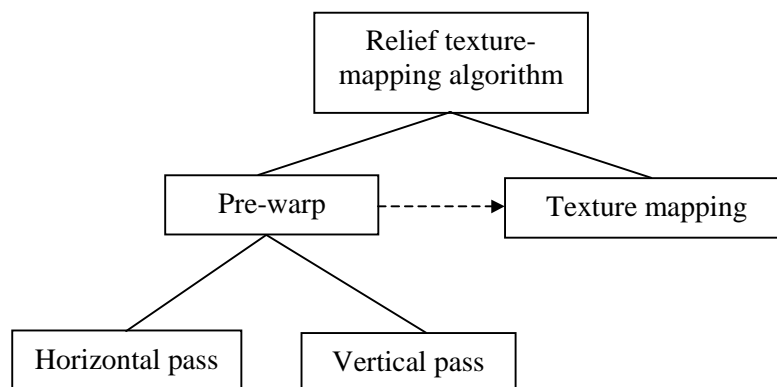 Relief texture-
mapping algorithm
Pre-warp
Texture mapping
Horizontal pass
Vertical pass